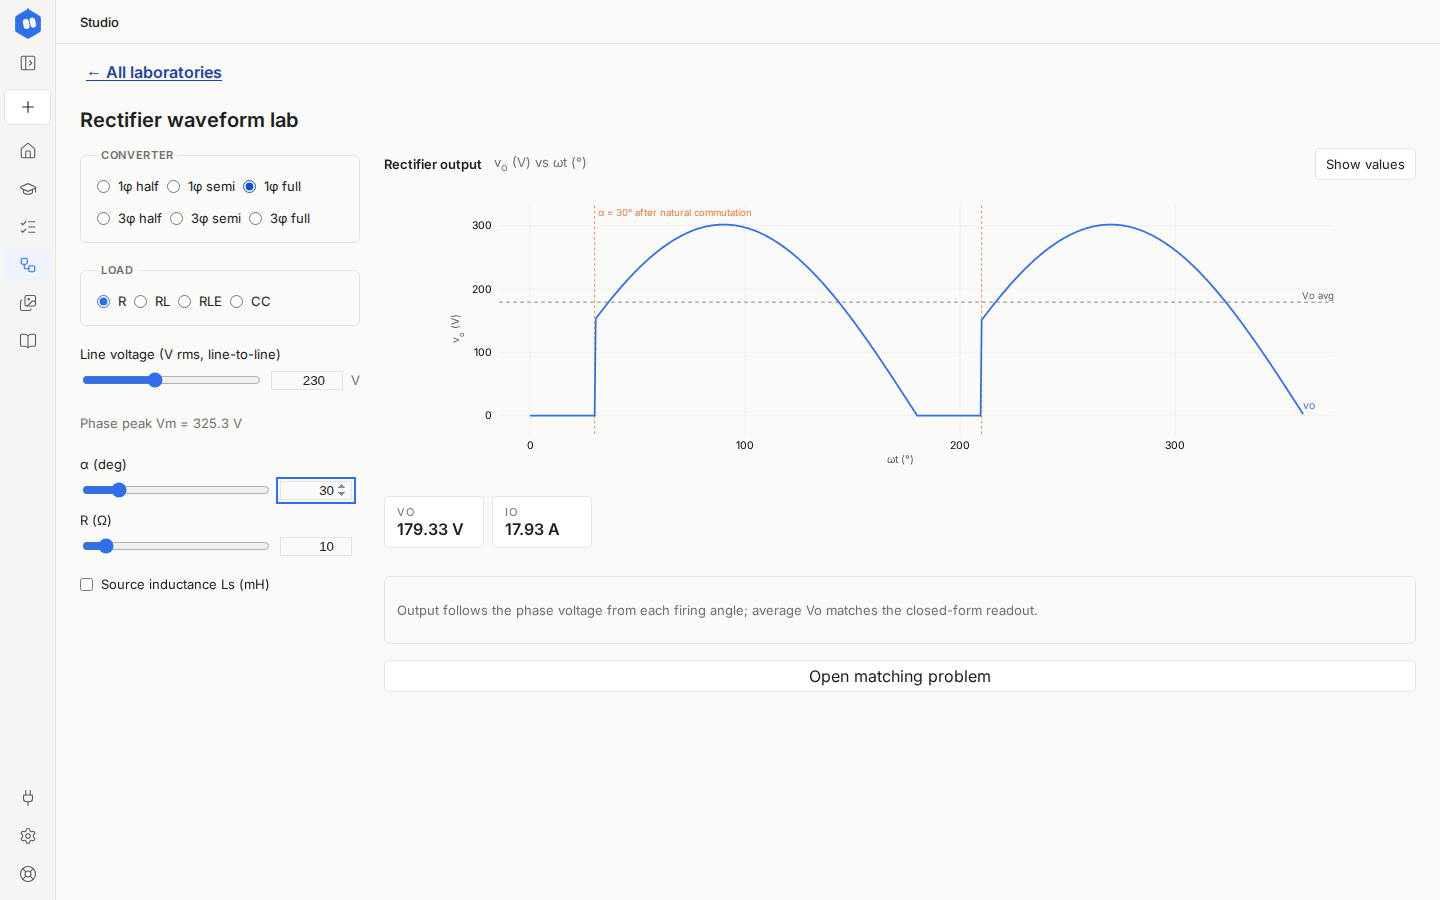 Studio
← All laboratories
Rectifier waveform lab
CONVERTER
1φ half 1φ semi 1φ full
3φ half 3φ semi 3φ full
LOAD
R RL RLE CC
Line voltage (V rms, line-to-line)
230 V
Phase peak Vm = 325.3 V
α (deg)
30
R (Ω)
10
Source inductance Ls (mH)
Rectifier output vo (V) vs ωt (°)
Show values
α = 30° after natural commutation
300
200
100
0
vo (V)
Vo avg
vo
0 100 200 300
ωt (°)
VO
179.33 V
IO
17.93 A
Output follows the phase voltage from each firing angle; average Vo matches the closed-form readout.
Open matching problem